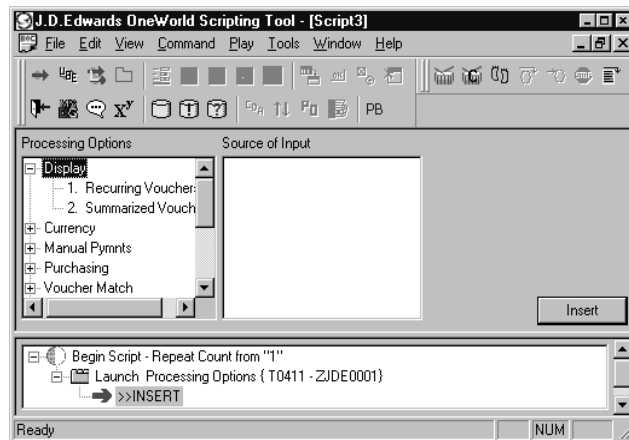 J.D.Edwards OneWorld Scripting Tool - [Script3]
File Edit View Command Play Tools Window Help
UBE
xʸ PB
Processing Options Source of Input
Display
1. Recurring Voucher
2. Summarized Vouch
Currency
Manual Pymnts
Purchasing
Voucher Match
Insert
Begin Script - Repeat Count from "1"
Launch Processing Options { T0411 - ZJDE0001}
>>INSERT
Ready NUM